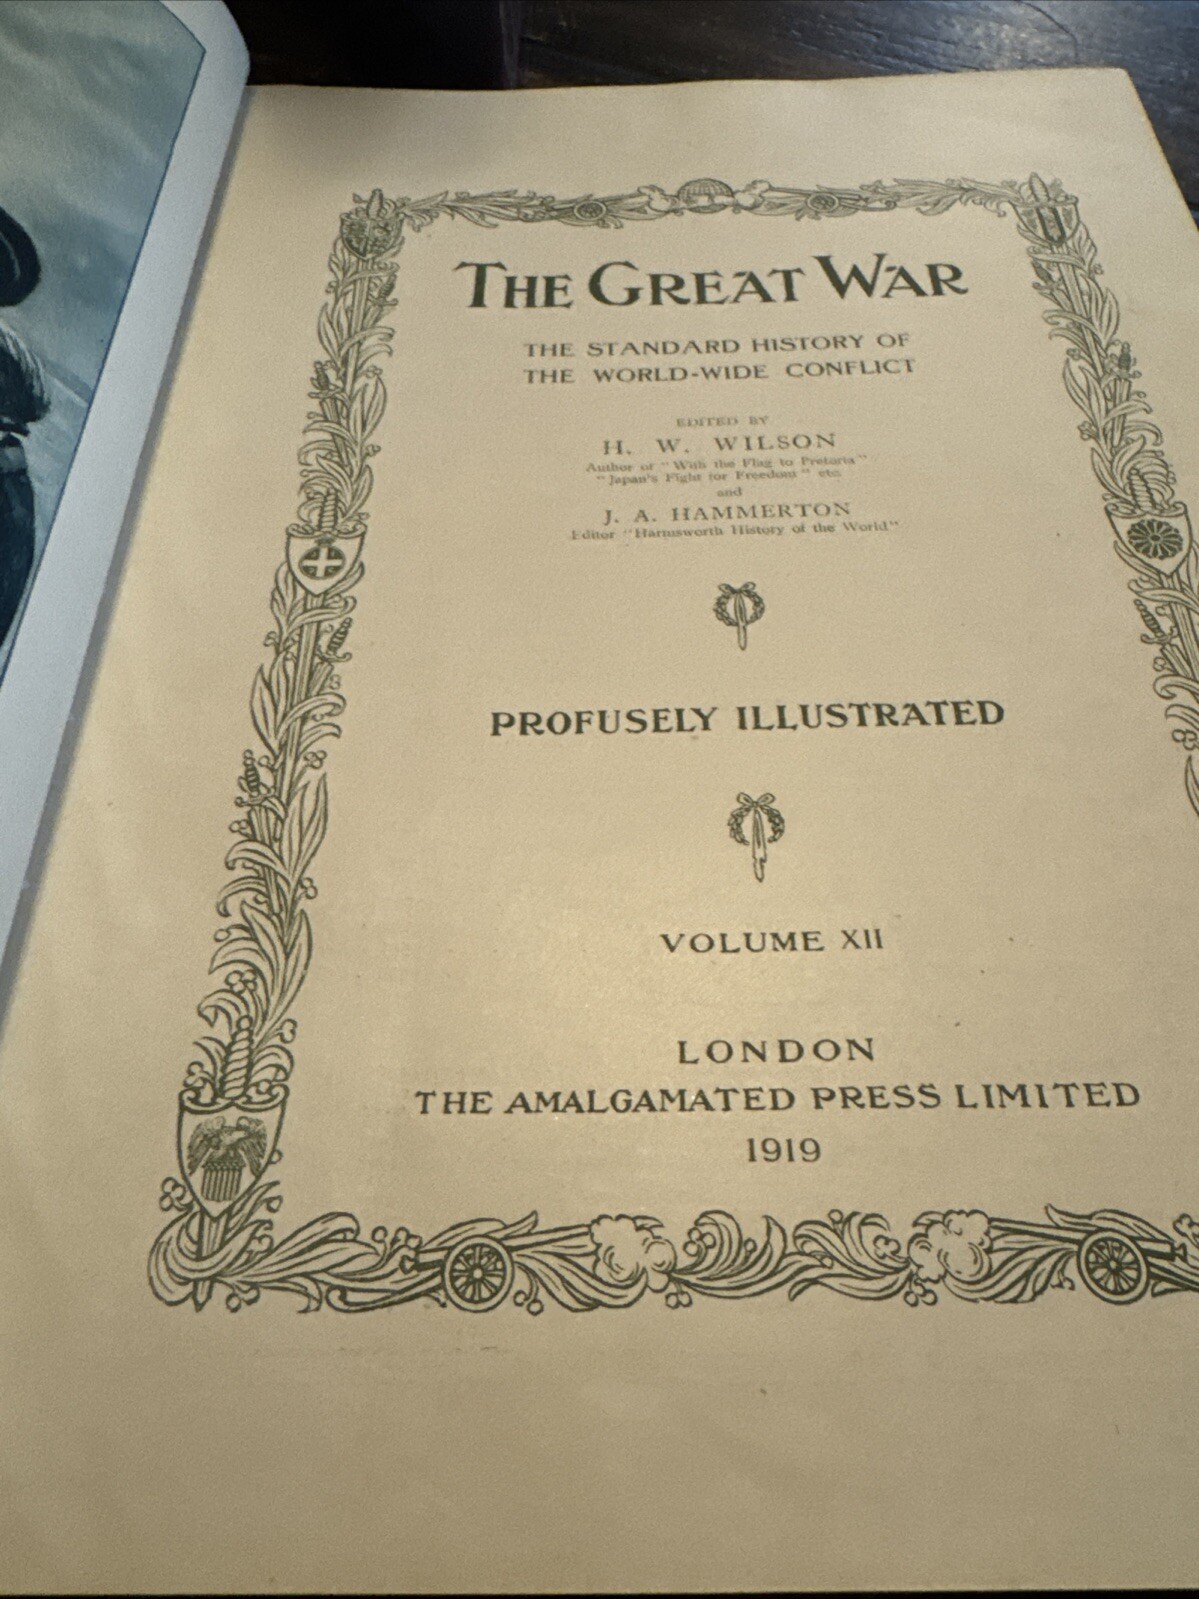 THE GREAT WAR
THE STANDARD HISTORY OF
THE WORLD-WIDE CONFLICT
EDITED BY
H. W. WILSON
Author of "With the Flag to Pretoria"
"Japan's Fight for Freedom" etc.
and
J. A. HAMMERTON
Editor "Harmsworth History of the World"
PROFUSELY ILLUSTRATED
VOLUME XII
LONDON
THE AMALGAMATED PRESS LIMITED
1919